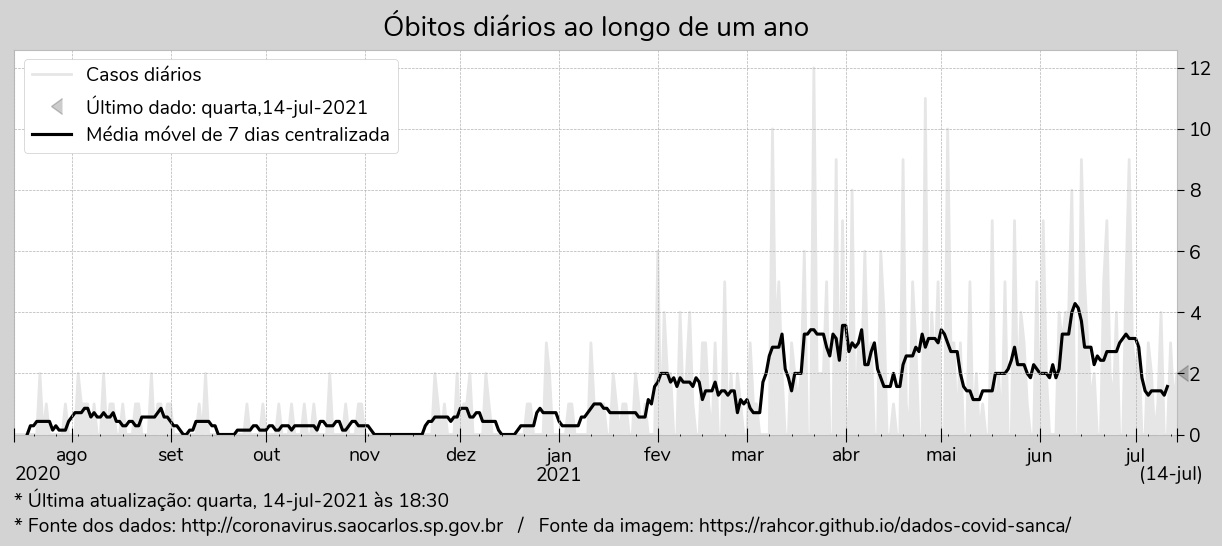 Óbitos diários ao longo de um ano
Casos diários
Último dado: quarta,14-jul-2021
Média móvel de 7 dias centralizada
12
10
8
6
4
2
0
ago set out nov dez jan fev mar abr mai jun jul
2020 2021 (14-jul)
* Última atualização: quarta, 14-jul-2021 às 18:30
* Fonte dos dados: http://coronavirus.saocarlos.sp.gov.br / Fonte da imagem: https://rahcor.github.io/dados-covid-sanca/